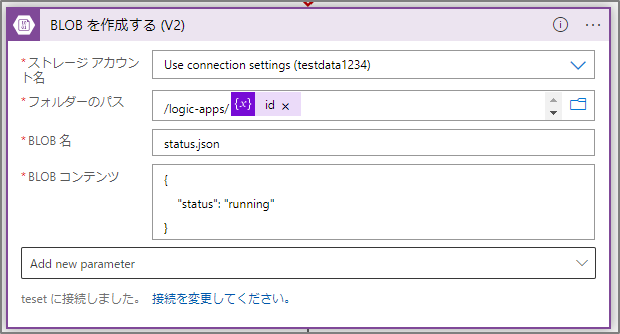 BLOB を作成する (V2)
*ストレージ アカウント名
Use connection settings (testdata1234)
*フォルダーのパス
/logic-apps/ {x} id ×
*BLOB 名
status.json
*BLOB コンテンツ
{
"status": "running"
}
Add new parameter
teset に接続しました。 接続を変更してください。